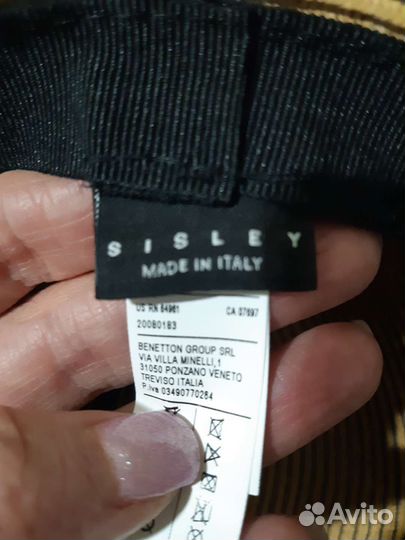 SISLEY
MADE IN ITALY
US RN 84961 CA 07697
20080183
BENETTON GROUP SRL
VIA VILLA MINELLI,1
31050 PONZANO VENETO
TREVISO ITALIA
P.Iva 03490770264
Avito